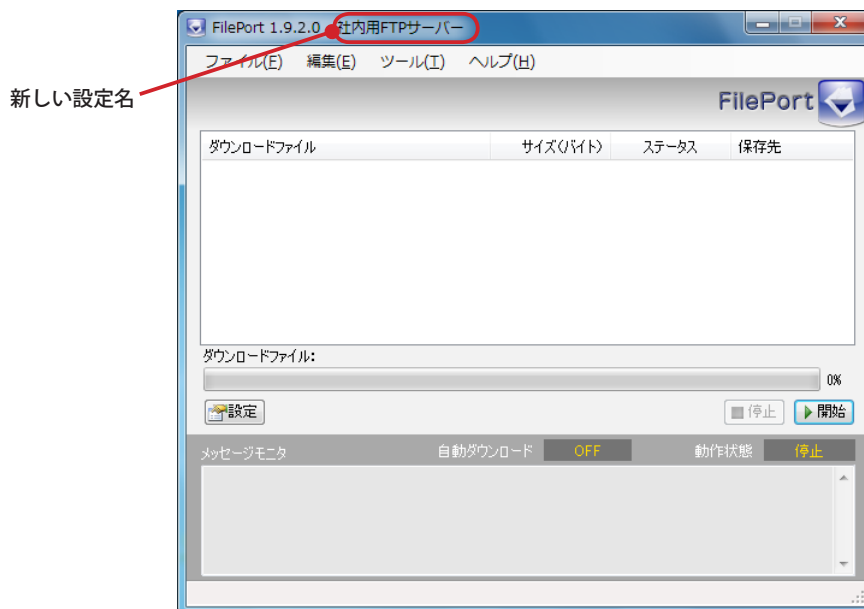 FilePort 1.9.2.0 社内用FTPサーバー
ファイル(F) 編集(E) ツール(T) ヘルプ(H)
新しい設定名
FilePort
ダウンロードファイル サイズ(バイト) ステータス 保存先
ダウンロードファイル:
0%
設定 停止 開始
メッセージモニタ 自動ダウンロード OFF 動作状態 停止